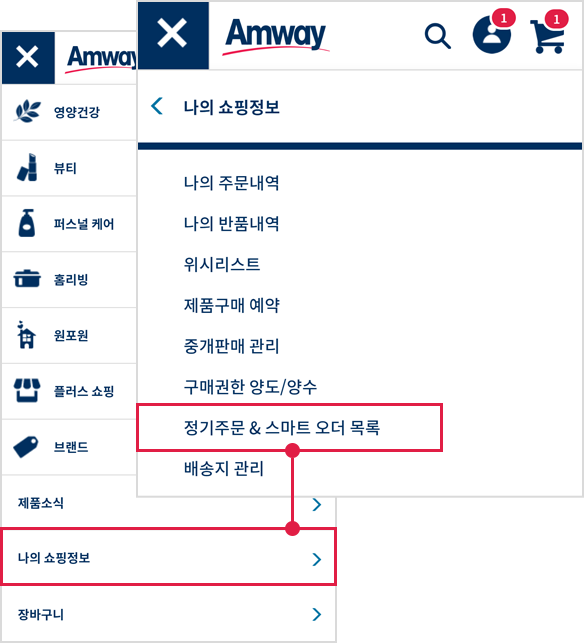 Amway
영양건강
뷰티
퍼스널 케어
홈리빙
원포원
플러스 쇼핑
브랜드
제품소식
나의 쇼핑정보
장바구니
Amway
1
1
나의 쇼핑정보
나의 주문내역
나의 반품내역
위시리스트
제품구매 예약
중개판매 관리
구매권한 양도/양수
정기주문 & 스마트 오더 목록
배송지 관리